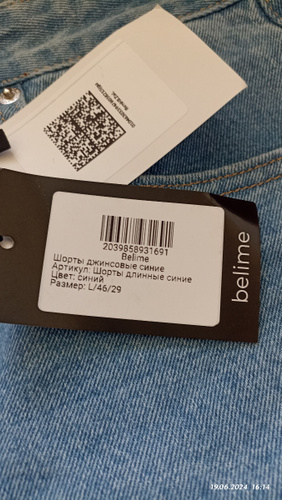 2039858931691
Belime
Шорты джинсовые синие
Артикул: Шорты длинные синие
Цвет: синий
Размер: L/46/29
belime
19.06.2024 16:14